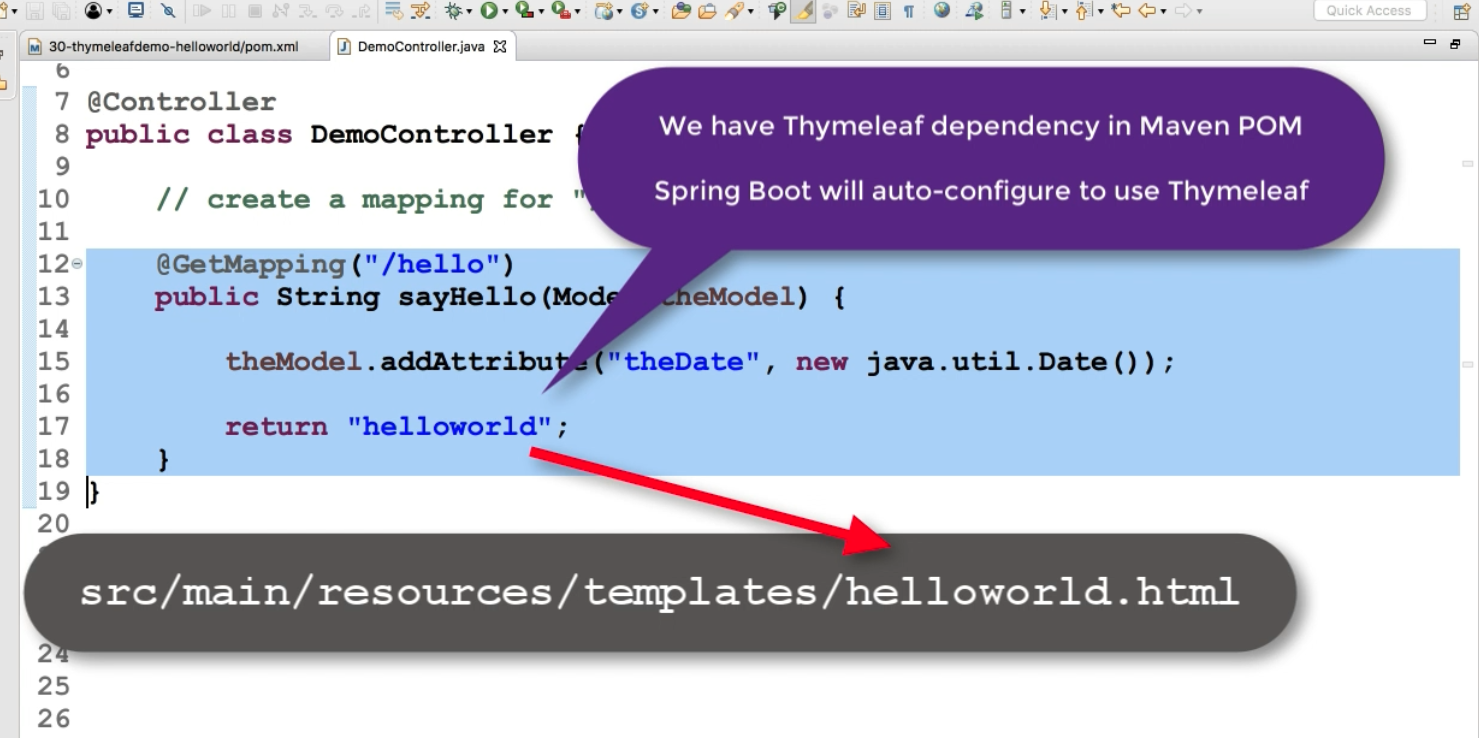 Quick Access
30-thymeleafdemo-helloworld/pom.xml
DemoController.java
6
7 @Controller
8 public class DemoController {
9
10 // create a mapping for "
11
12 @GetMapping("/hello")
13 public String sayHello(Mode theModel) {
14
15 theModel.addAttribute("theDate", new java.util.Date());
16
17 return "helloworld";
18 }
19 }
20
24
25
26
We have Thymeleaf dependency in Maven POM
Spring Boot will auto-configure to use Thymeleaf
src/main/resources/templates/helloworld.html